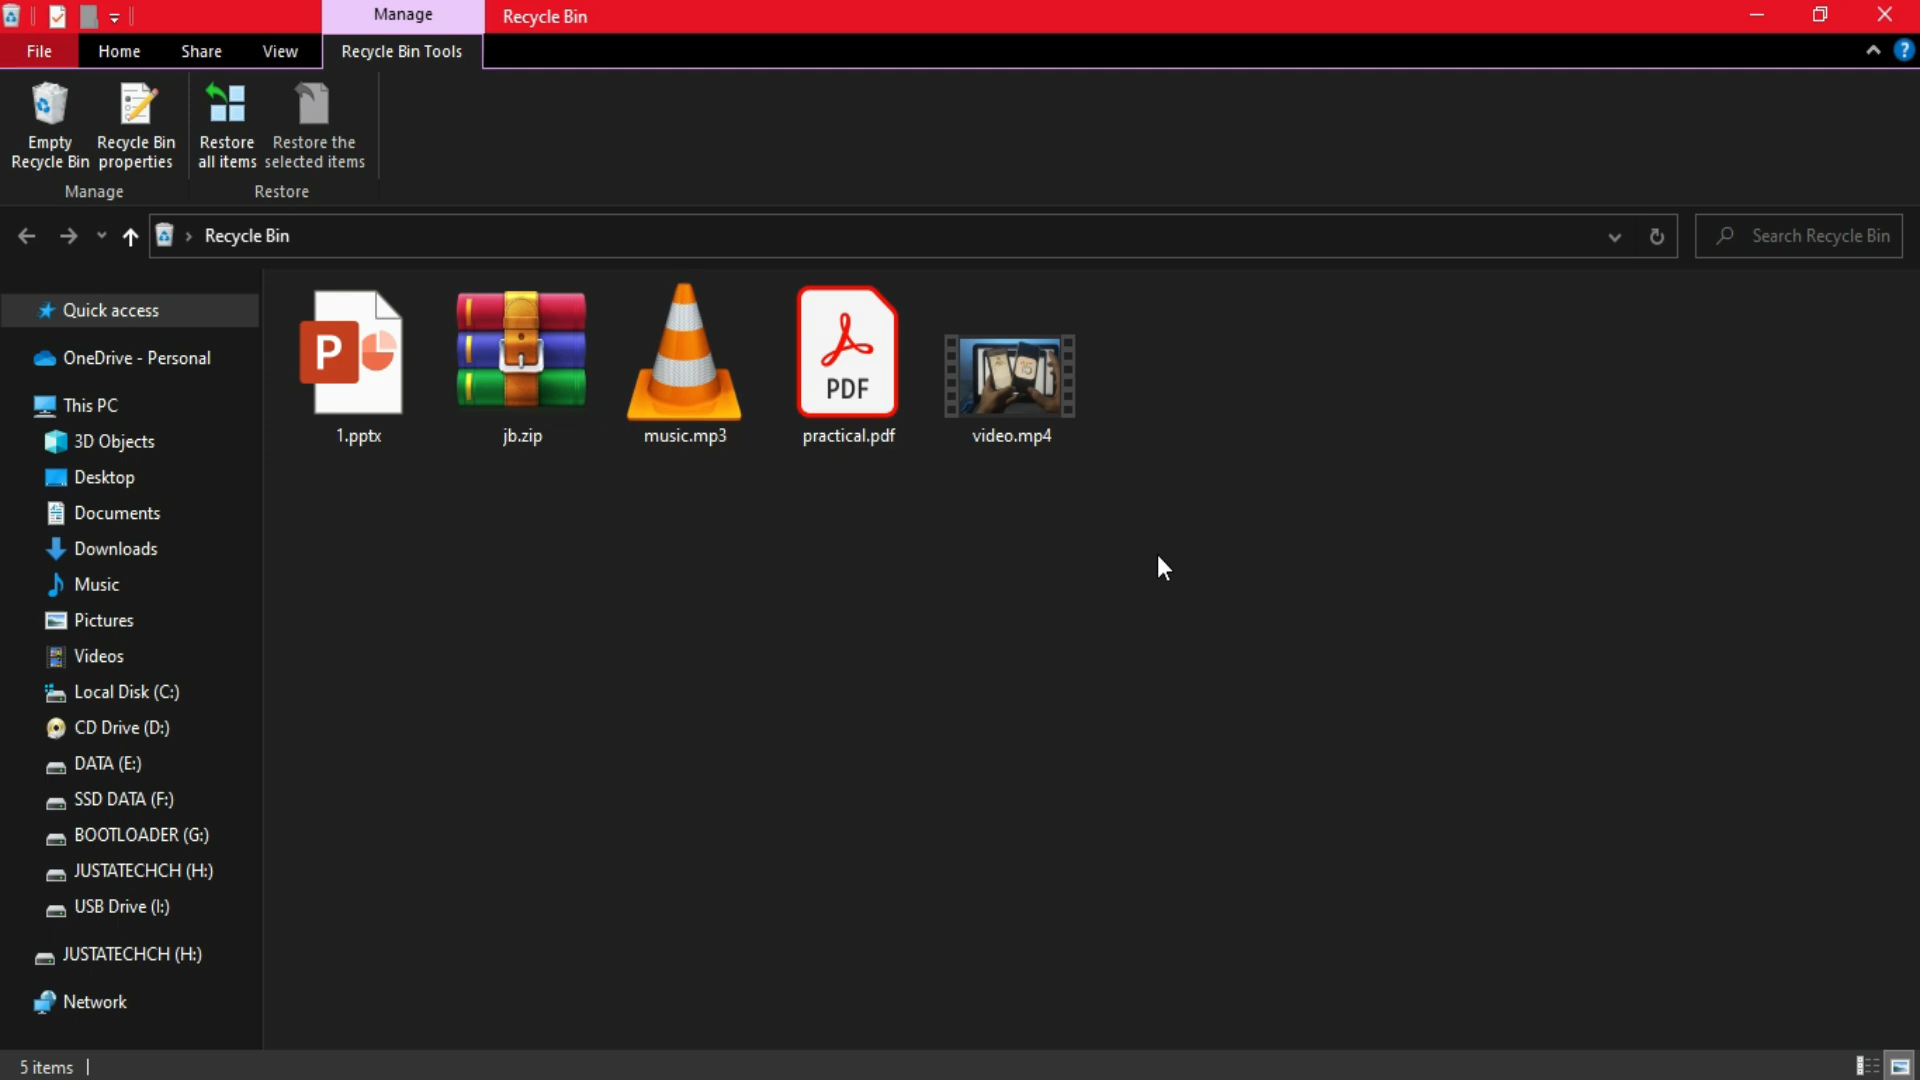 Manage
Recycle Bin
File
Home
Share
View
Recycle Bin Tools
Empty
Recycle Bin
Recycle Bin
properties
Restore
all items
Restore the
selected items
Manage
Restore
Recycle Bin
Search Recycle Bin
Quick access
OneDrive - Personal
This PC
3D Objects
Desktop
Documents
Downloads
Music
Pictures
Videos
Local Disk (C:)
CD Drive (D:)
DATA (E:)
SSD DATA (F:)
BOOTLOADER (G:)
JUSTATECHCH (H:)
USB Drive (I:)
JUSTATECHCH (H:)
Network
P
PDF
15
1.pptx
jb.zip
music.mp3
practical.pdf
video.mp4
5 items